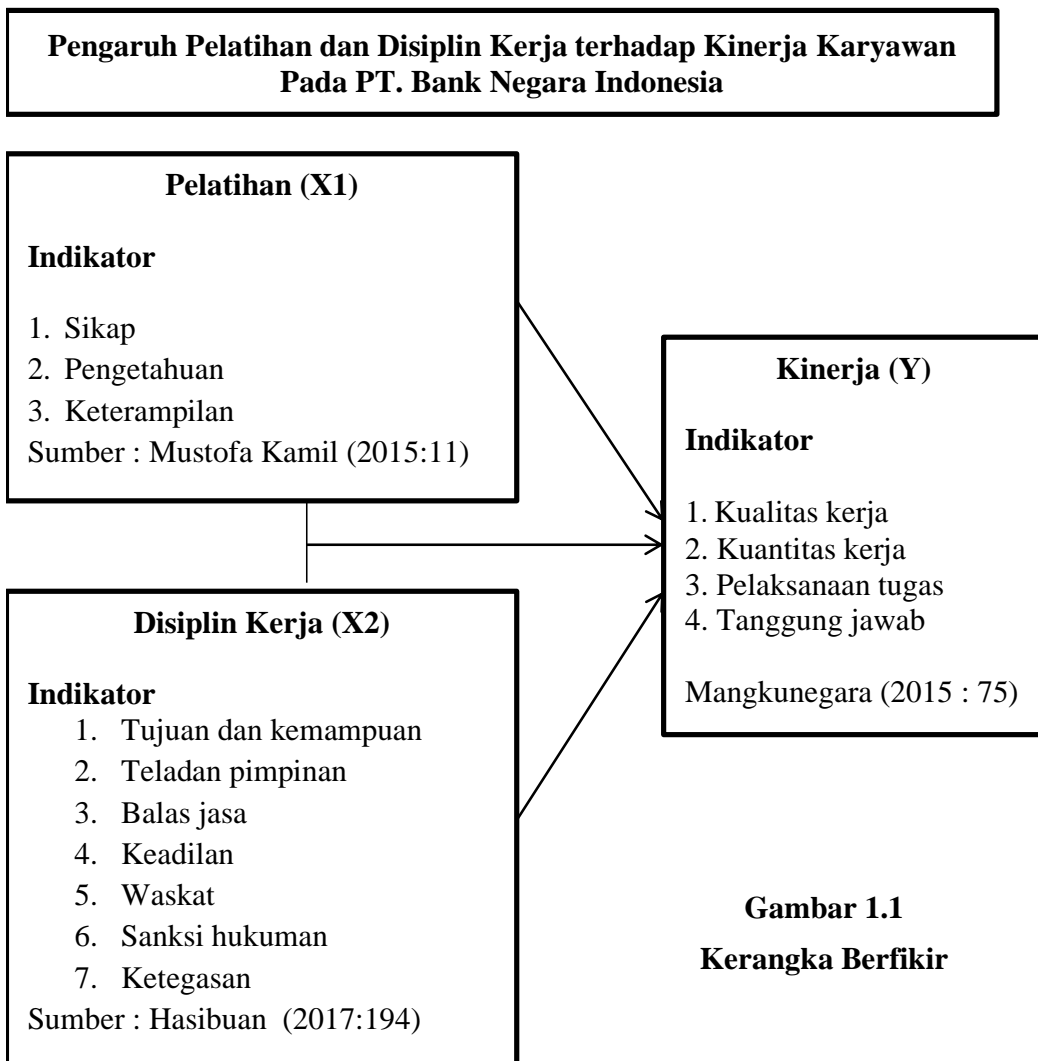 Pengaruh Pelatihan dan Disiplin Kerja terhadap Kinerja Karyawan
Pada PT. Bank Negara Indonesia
Pelatihan (X1)
Indikator
1. Sikap
2. Pengetahuan
3. Keterampilan
Sumber : Mustofa Kamil (2015:11)
Kinerja (Y)
Indikator
1. Kualitas kerja
2. Kuantitas kerja
3. Pelaksanaan tugas
4. Tanggung jawab
Mangkunegara (2015 : 75)
Disiplin Kerja (X2)
Indikator
1. Tujuan dan kemampuan
2. Teladan pimpinan
3. Balas jasa
4. Keadilan
5. Waskat
6. Sanksi hukuman
7. Ketegasan
Sumber : Hasibuan (2017:194)
Gambar 1.1
Kerangka Berfikir